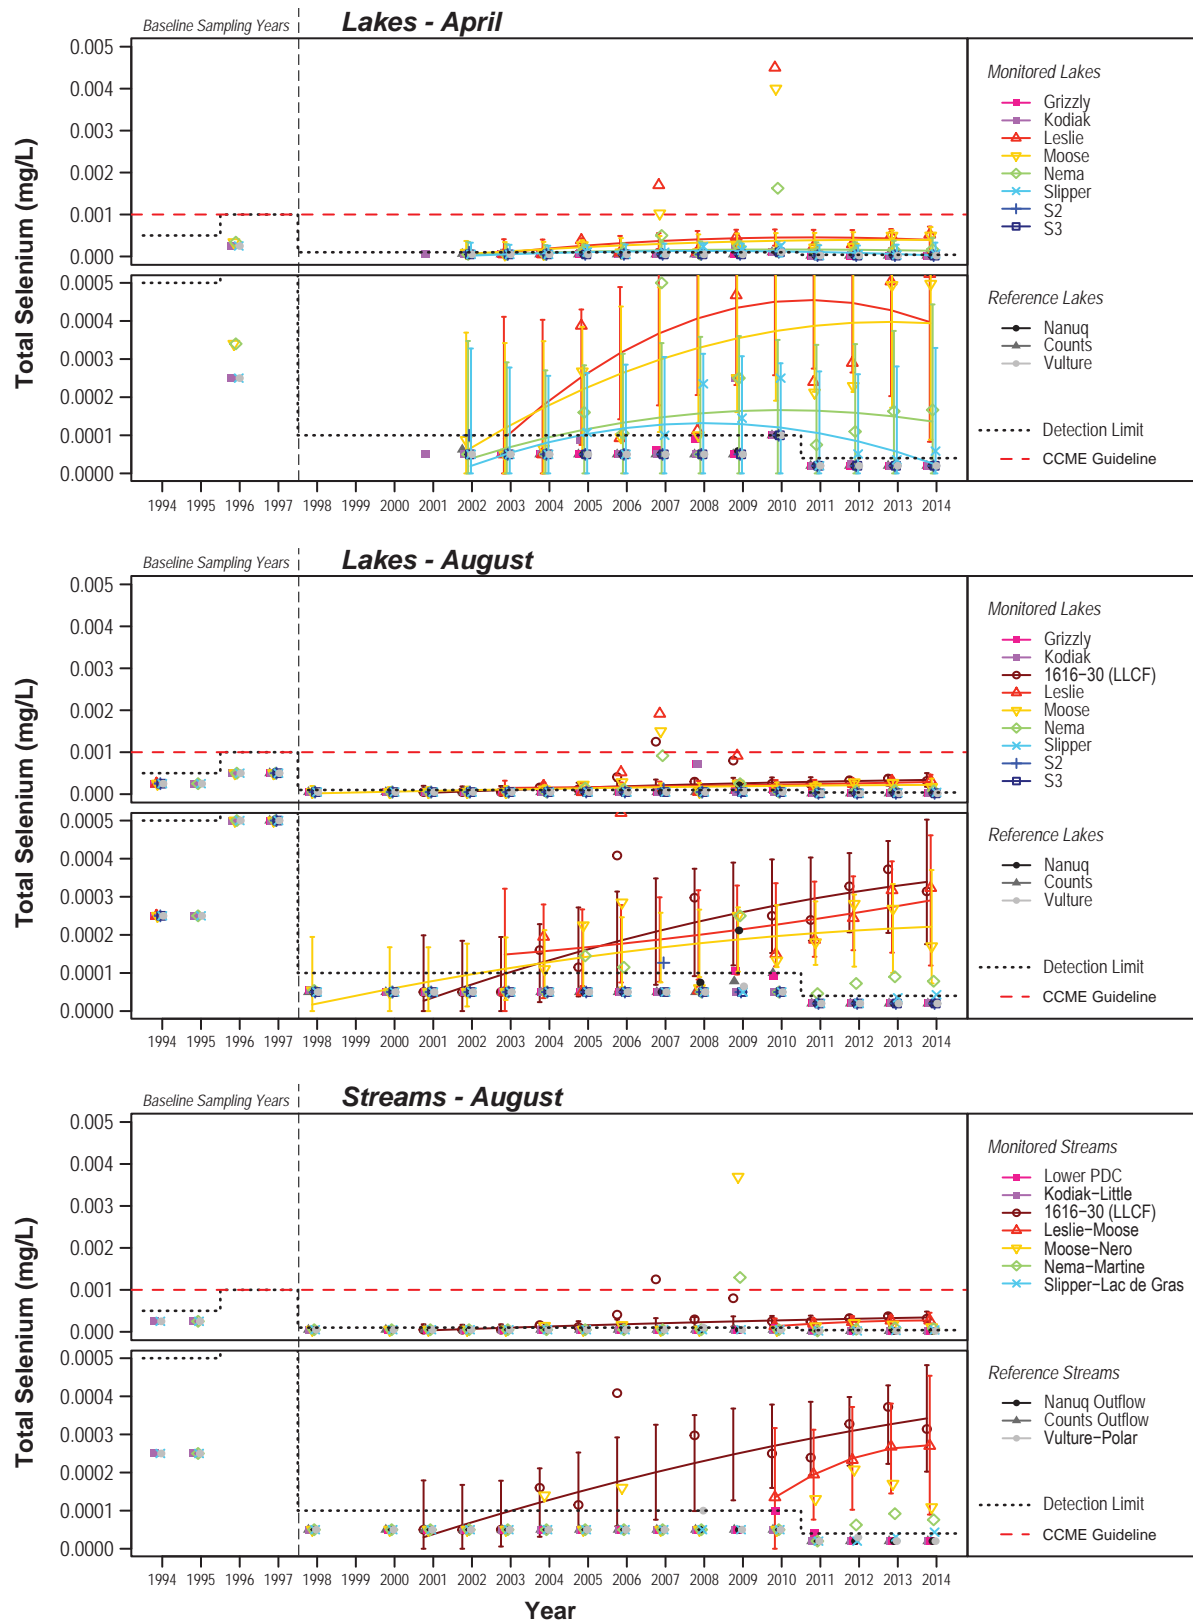 Baseline Sampling Years
Lakes - April
Total Selenium (mg/L)
0.005
0.004
0.003
0.002
0.001
0.000
Monitored Lakes
Grizzly
Kodiak
Leslie
Moose
Nema
Slipper
S2
S3
Total Selenium (mg/L)
0.0005
0.0004
0.0003
0.0002
0.0001
0.0000
Reference Lakes
Nanuq
Counts
Vulture
Detection Limit
CCME Guideline
1994 1995 1996 1997 1998 1999 2000 2001 2002 2003 2004 2005 2006 2007 2008 2009 2010 2011 2012 2013 2014
Baseline Sampling Years
Lakes - August
Total Selenium (mg/L)
0.005
0.004
0.003
0.002
0.001
0.000
Monitored Lakes
Grizzly
Kodiak
1616-30 (LLCF)
Leslie
Moose
Nema
Slipper
S2
S3
Total Selenium (mg/L)
0.0005
0.0004
0.0003
0.0002
0.0001
0.0000
Reference Lakes
Nanuq
Counts
Vulture
Detection Limit
CCME Guideline
1994 1995 1996 1997 1998 1999 2000 2001 2002 2003 2004 2005 2006 2007 2008 2009 2010 2011 2012 2013 2014
Baseline Sampling Years
Streams - August
Total Selenium (mg/L)
0.005
0.004
0.003
0.002
0.001
0.000
Monitored Streams
Lower PDC
Kodiak-Little
1616-30 (LLCF)
Leslie-Moose
Moose-Nero
Nema-Martine
Slipper-Lac de Gras
Total Selenium (mg/L)
0.0005
0.0004
0.0003
0.0002
0.0001
0.0000
Reference Streams
Nanuq Outflow
Counts Outflow
Vulture-Polar
Detection Limit
CCME Guideline
1994 1995 1996 1997 1998 1999 2000 2001 2002 2003 2004 2005 2006 2007 2008 2009 2010 2011 2012 2013 2014
Year